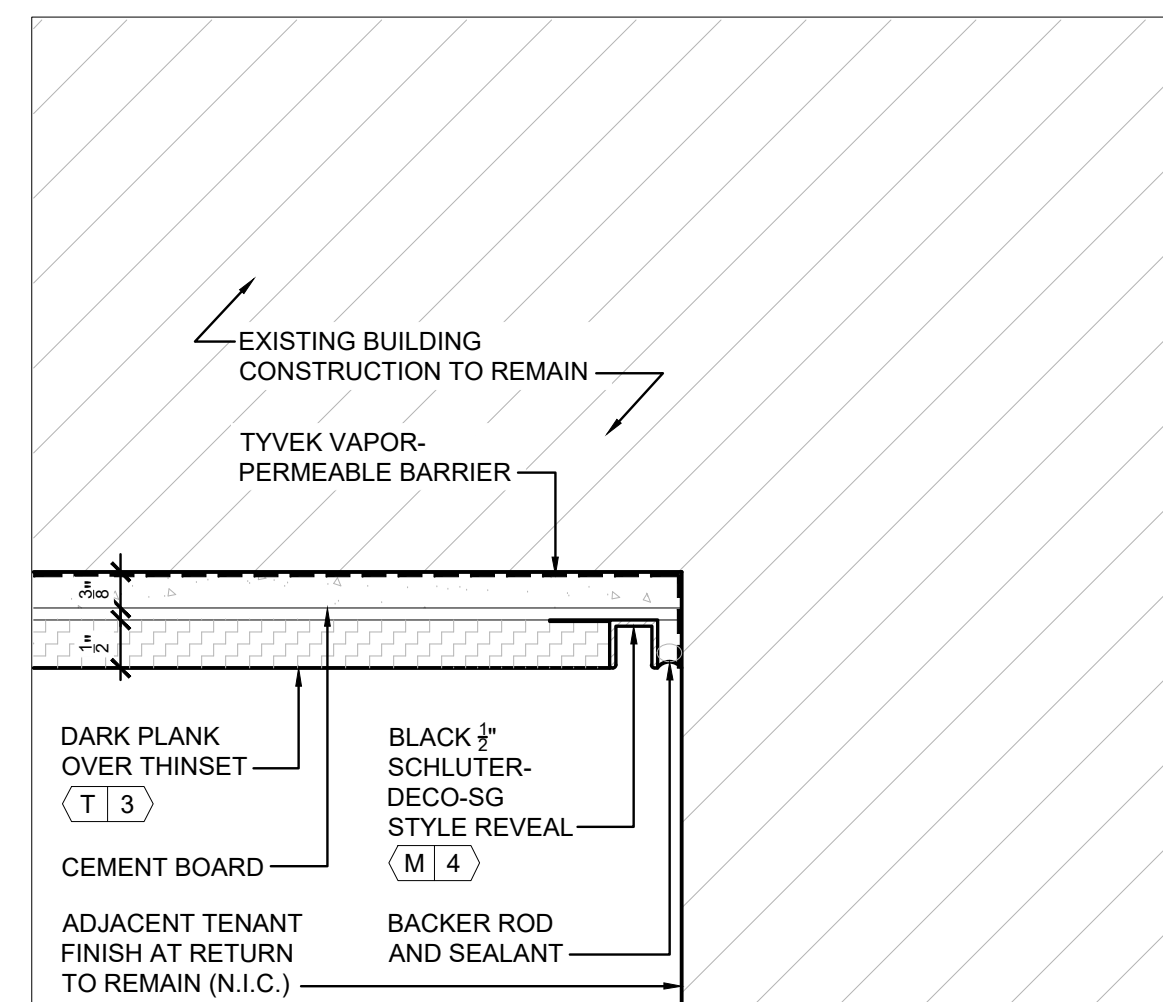 EXISTING BUILDING
CONSTRUCTION TO REMAIN
TYVEK VAPOR-
PERMEABLE BARRIER
3/8"
1/2"
DARK PLANK
OVER THINSET
T 3
CEMENT BOARD
ADJACENT TENANT
FINISH AT RETURN
TO REMAIN (N.I.C.)
BLACK 1/2"
SCHLUTER-
DECO-SG
STYLE REVEAL
M 4
BACKER ROD
AND SEALANT